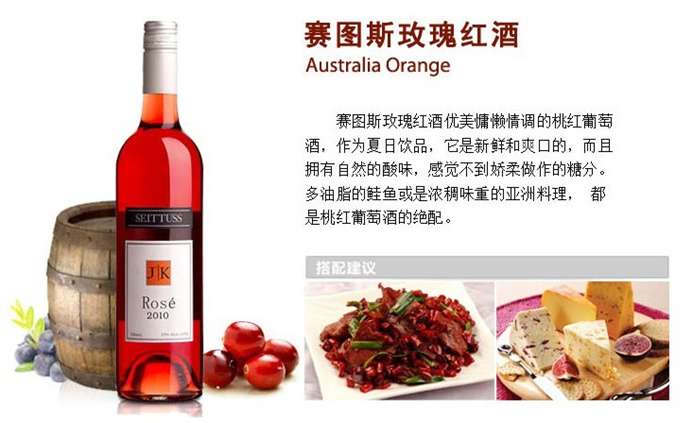 赛图斯玫瑰红酒
Australia Orange
赛图斯玫瑰红酒优美慵懒情调的桃红葡萄
酒，作为夏日饮品，它是新鲜和爽口的，而且
拥有自然的酸味，感觉不到娇柔做作的糖分。
多油脂的鲑鱼或是浓稠味重的亚洲料理， 都
是桃红葡萄酒的绝配。
搭配建议
SEITTUSS
J|K
Rosé
2010